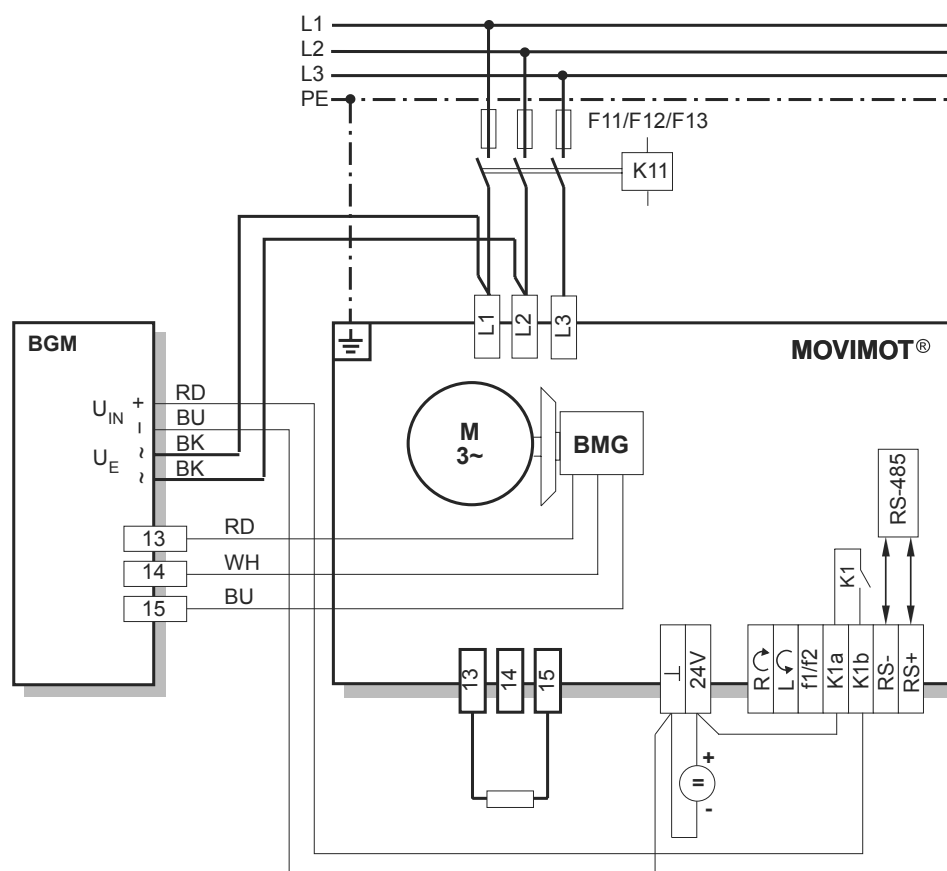 L1
L2
L3
PE
F11/F12/F13
K11
L1
L2
L3
BGM
MOVIMOT®
U_IN + RD
- BU
U_E ~ BK
~ BK
M
3~
BMG
RS-485
13 RD
14 WH
15 BU
K1
13
14
15
⊥
24V
R
L
f1/f2
K1a
K1b
RS-
RS+
+
=
-